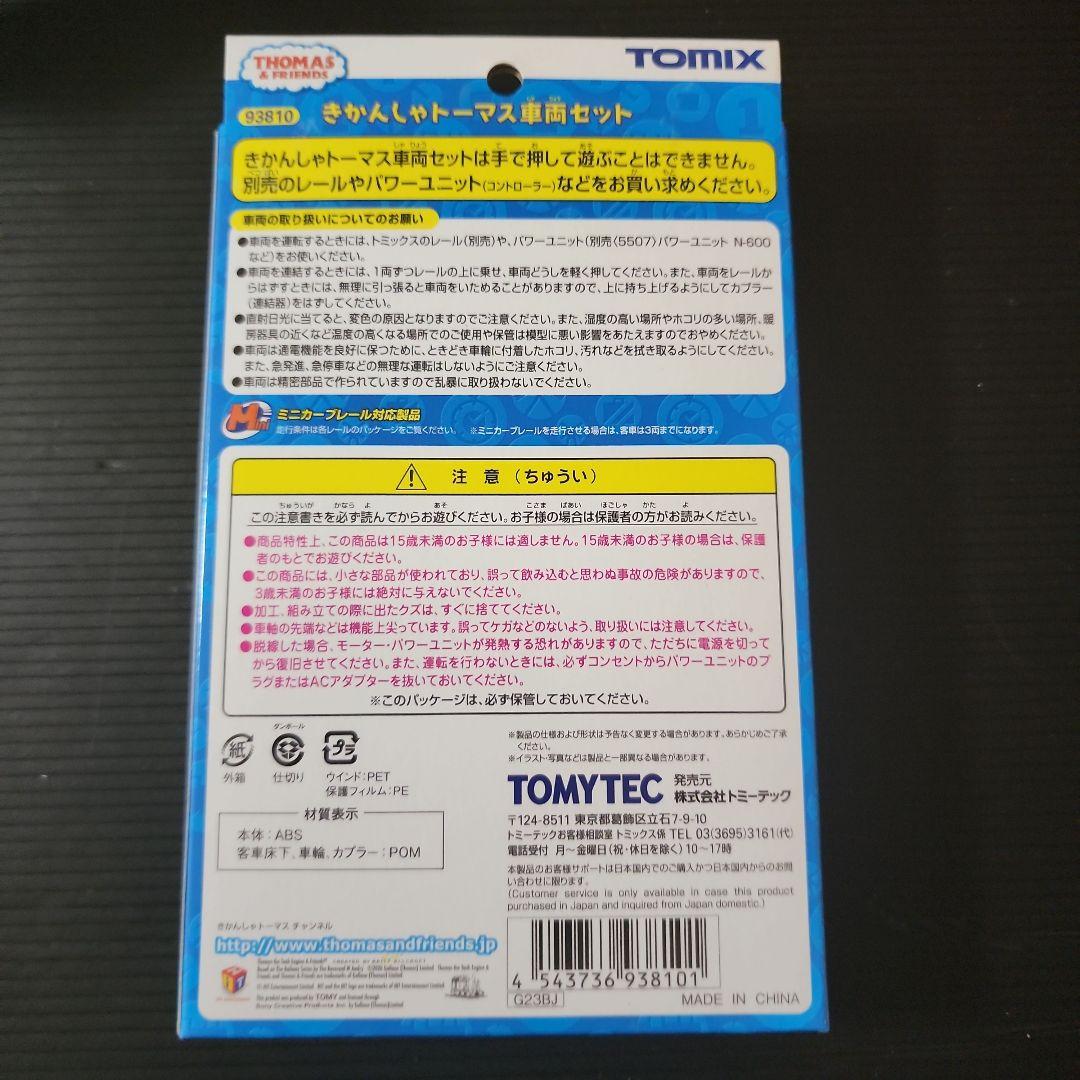 THOMAS & FRIENDS
TOMIX
93810 きかんしゃトーマス車両セット
1
きかんしゃトーマス車両セットは手で押して遊ぶことはできません。
別売のレールやパワーユニット(コントローラー)などをお買い求めください。
車両の取り扱いについてのお願い
●車両を運転するときには、トミックスのレール(別売)や、パワーユニット(別売〈5507〉パワーユニット N-600
など)をお使いください。
●車両を連結するときには、1両ずつレールの上に乗せ、車両どうしを軽く押してください。また、車両をレールか
らはずすときには、無理に引っ張ると車両をいためることがありますので、上に持ち上げるようにしてカプラー
(連結器)をはずしてください。
●直射日光に当てると、変色の原因となりますのでご注意ください。また、湿度の高い場所やホコリの多い場所、暖
房器具の近くなど温度の高くなる場所でのご使用や保管は模型に悪い影響をあたえますのでおやめください。
●車両は通電機能を良好に保つために、ときどき車輪に付着したホコリ、汚れなどを拭き取るようにしてください。
また、急発進、急停車などの無理な運転はしないようにご注意ください。
●車両は精密部品で作られていますので乱暴に取り扱わないでください。
Mini ミニカーブレール対応製品
走行条件は各レールのパッケージをご覧ください。 ※ミニカーブレールを走行させる場合は、客車は3両までになります。
注 意 (ちゅうい)
この注意書きを必ず読んでからお遊びください。お子様の場合は保護者の方がお読みください。
●商品特性上、この商品は15歳未満のお子様には適しません。15歳未満のお子様の場合は、保護
者のもとでお遊びください。
●この商品には、小さな部品が使われており、誤って飲み込むと思わぬ事故の危険がありますので、
3歳未満のお子様には絶対に与えないでください。
●加工、組み立ての際に出たクズは、すぐに捨ててください。
●車軸の先端などは機能上尖っています。誤ってケガなどのないよう、取り扱いには注意してください。
●脱線した場合、モーター・パワーユニットが発熱する恐れがありますので、ただちに電源を切って
から復旧させてください。また、運転を行わないときには、必ずコンセントからパワーユニットのプ
ラグまたはACアダプターを抜いておいてください。
※このパッケージは、必ず保管しておいてください。
紙
外箱
ダンボール
仕切り
プラ
ウインド:PET
保護フィルム:PE
材質表示
本体:ABS
客車床下、車輪、カプラー:POM
※製品の仕様および形状は予告なく変更する場合があります。あらかじめご了承
ください。
※イラスト・写真などは製品と一部異なる場合があります。
TOMYTEC 発売元
株式会社トミーテック
〒124-8511 東京都葛飾区立石7-9-10
トミーテックお客様相談室 トミックス係 TEL 03(3695)3161(代)
電話受付 月〜金曜日(祝・休日を除く)10〜17時
本製品のお客様サポートは日本国内でのご購入かつ日本国内からのお問
い合わせに限ります。
(Customer service is only available in case this product
purchased in Japan and inquired from Japan domestic.)
きかんしゃトーマス チャンネル
http://www.thomasandfriends.jp
4 543736 938101
G23BJ
MADE IN CHINA